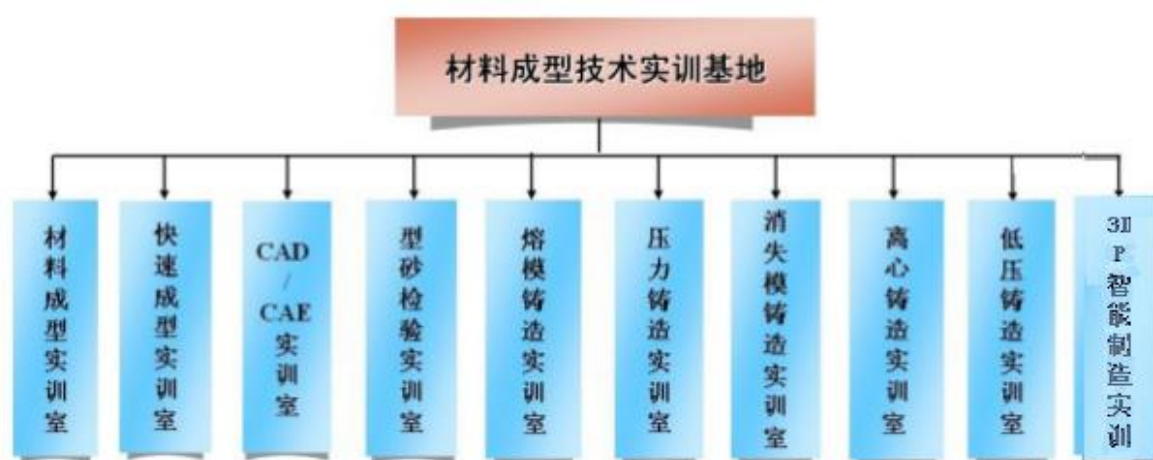 材料成型技术实训基地
材料成型实训室
快速成型实训室
CAD/CAE实训室
型砂检验实训室
熔模铸造实训室
压力铸造实训室
消失模铸造实训室
离心铸造实训室
低压铸造实训室
3DP智能制造实训